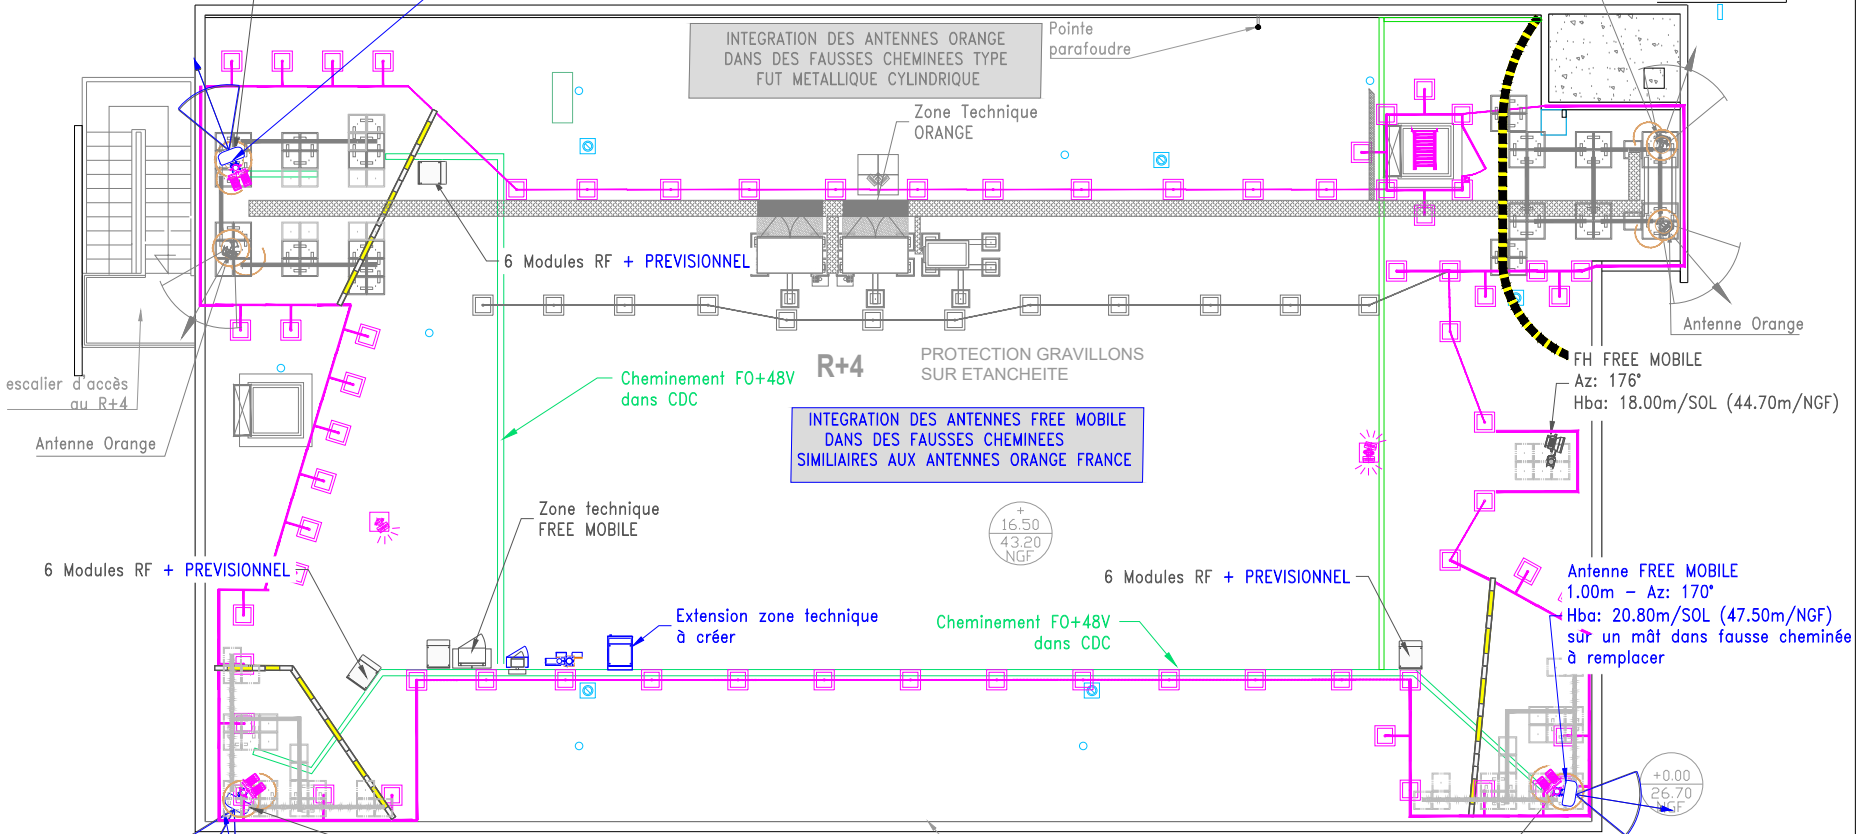 INTEGRATION DES ANTENNES ORANGE
DANS DES FAUSSES CHEMINEES TYPE
FUT METALLIQUE CYLINDRIQUE
Pointe
parafoudre
Zone Technique
ORANGE
6 Modules RF + PREVISIONNEL
Antenne Orange
R+4
PROTECTION GRAVILLONS
SUR ETANCHEITE
FH FREE MOBILE
Az: 176°
Hba: 18.00m/SOL (44.70m/NGF)
escalier d'accès
au R+4
Cheminement FO+48V
dans CDC
Antenne Orange
INTEGRATION DES ANTENNES FREE MOBILE
DANS DES FAUSSES CHEMINEES
SIMILIAIRES AUX ANTENNES ORANGE FRANCE
Zone technique
FREE MOBILE
+
16.50
43.20
NGF
6 Modules RF + PREVISIONNEL
6 Modules RF + PREVISIONNEL
Antenne FREE MOBILE
1.00m - Az: 170°
Hba: 20.80m/SOL (47.50m/NGF)
sur un mât dans fausse cheminée
à remplacer
Extension zone technique
à créer
Cheminement FO+48V
dans CDC
+0.00
26.70
NGF